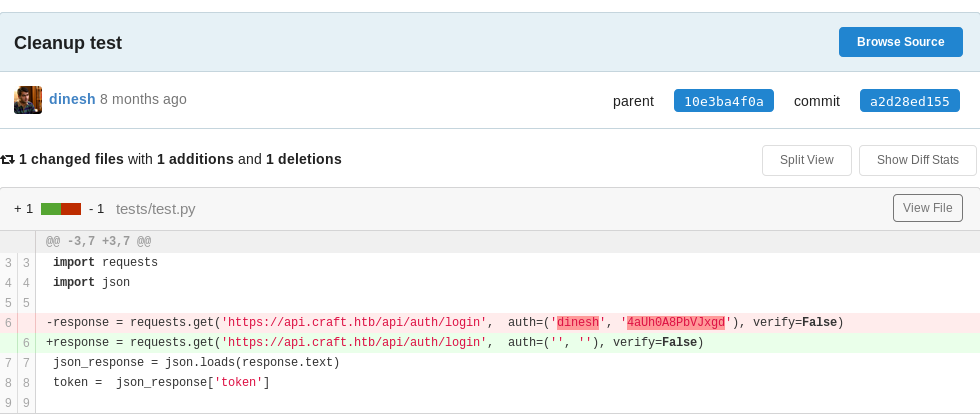 Cleanup test
Browse Source
dinesh 8 months ago
parent 10e3ba4f0a commit a2d28ed155
1 changed files with 1 additions and 1 deletions
Split View
Show Diff Stats
+ 1 - 1 tests/test.py
View File
@@ -3,7 +3,7 @@
3 3 import requests
4 4 import json
5 5
6 -response = requests.get('https://api.craft.htb/api/auth/login', auth=('dinesh', '4aUh0A8PbVJxgd'), verify=False)
6 +response = requests.get('https://api.craft.htb/api/auth/login', auth=('', ''), verify=False)
7 7 json_response = json.loads(response.text)
8 8 token = json_response['token']
9 9